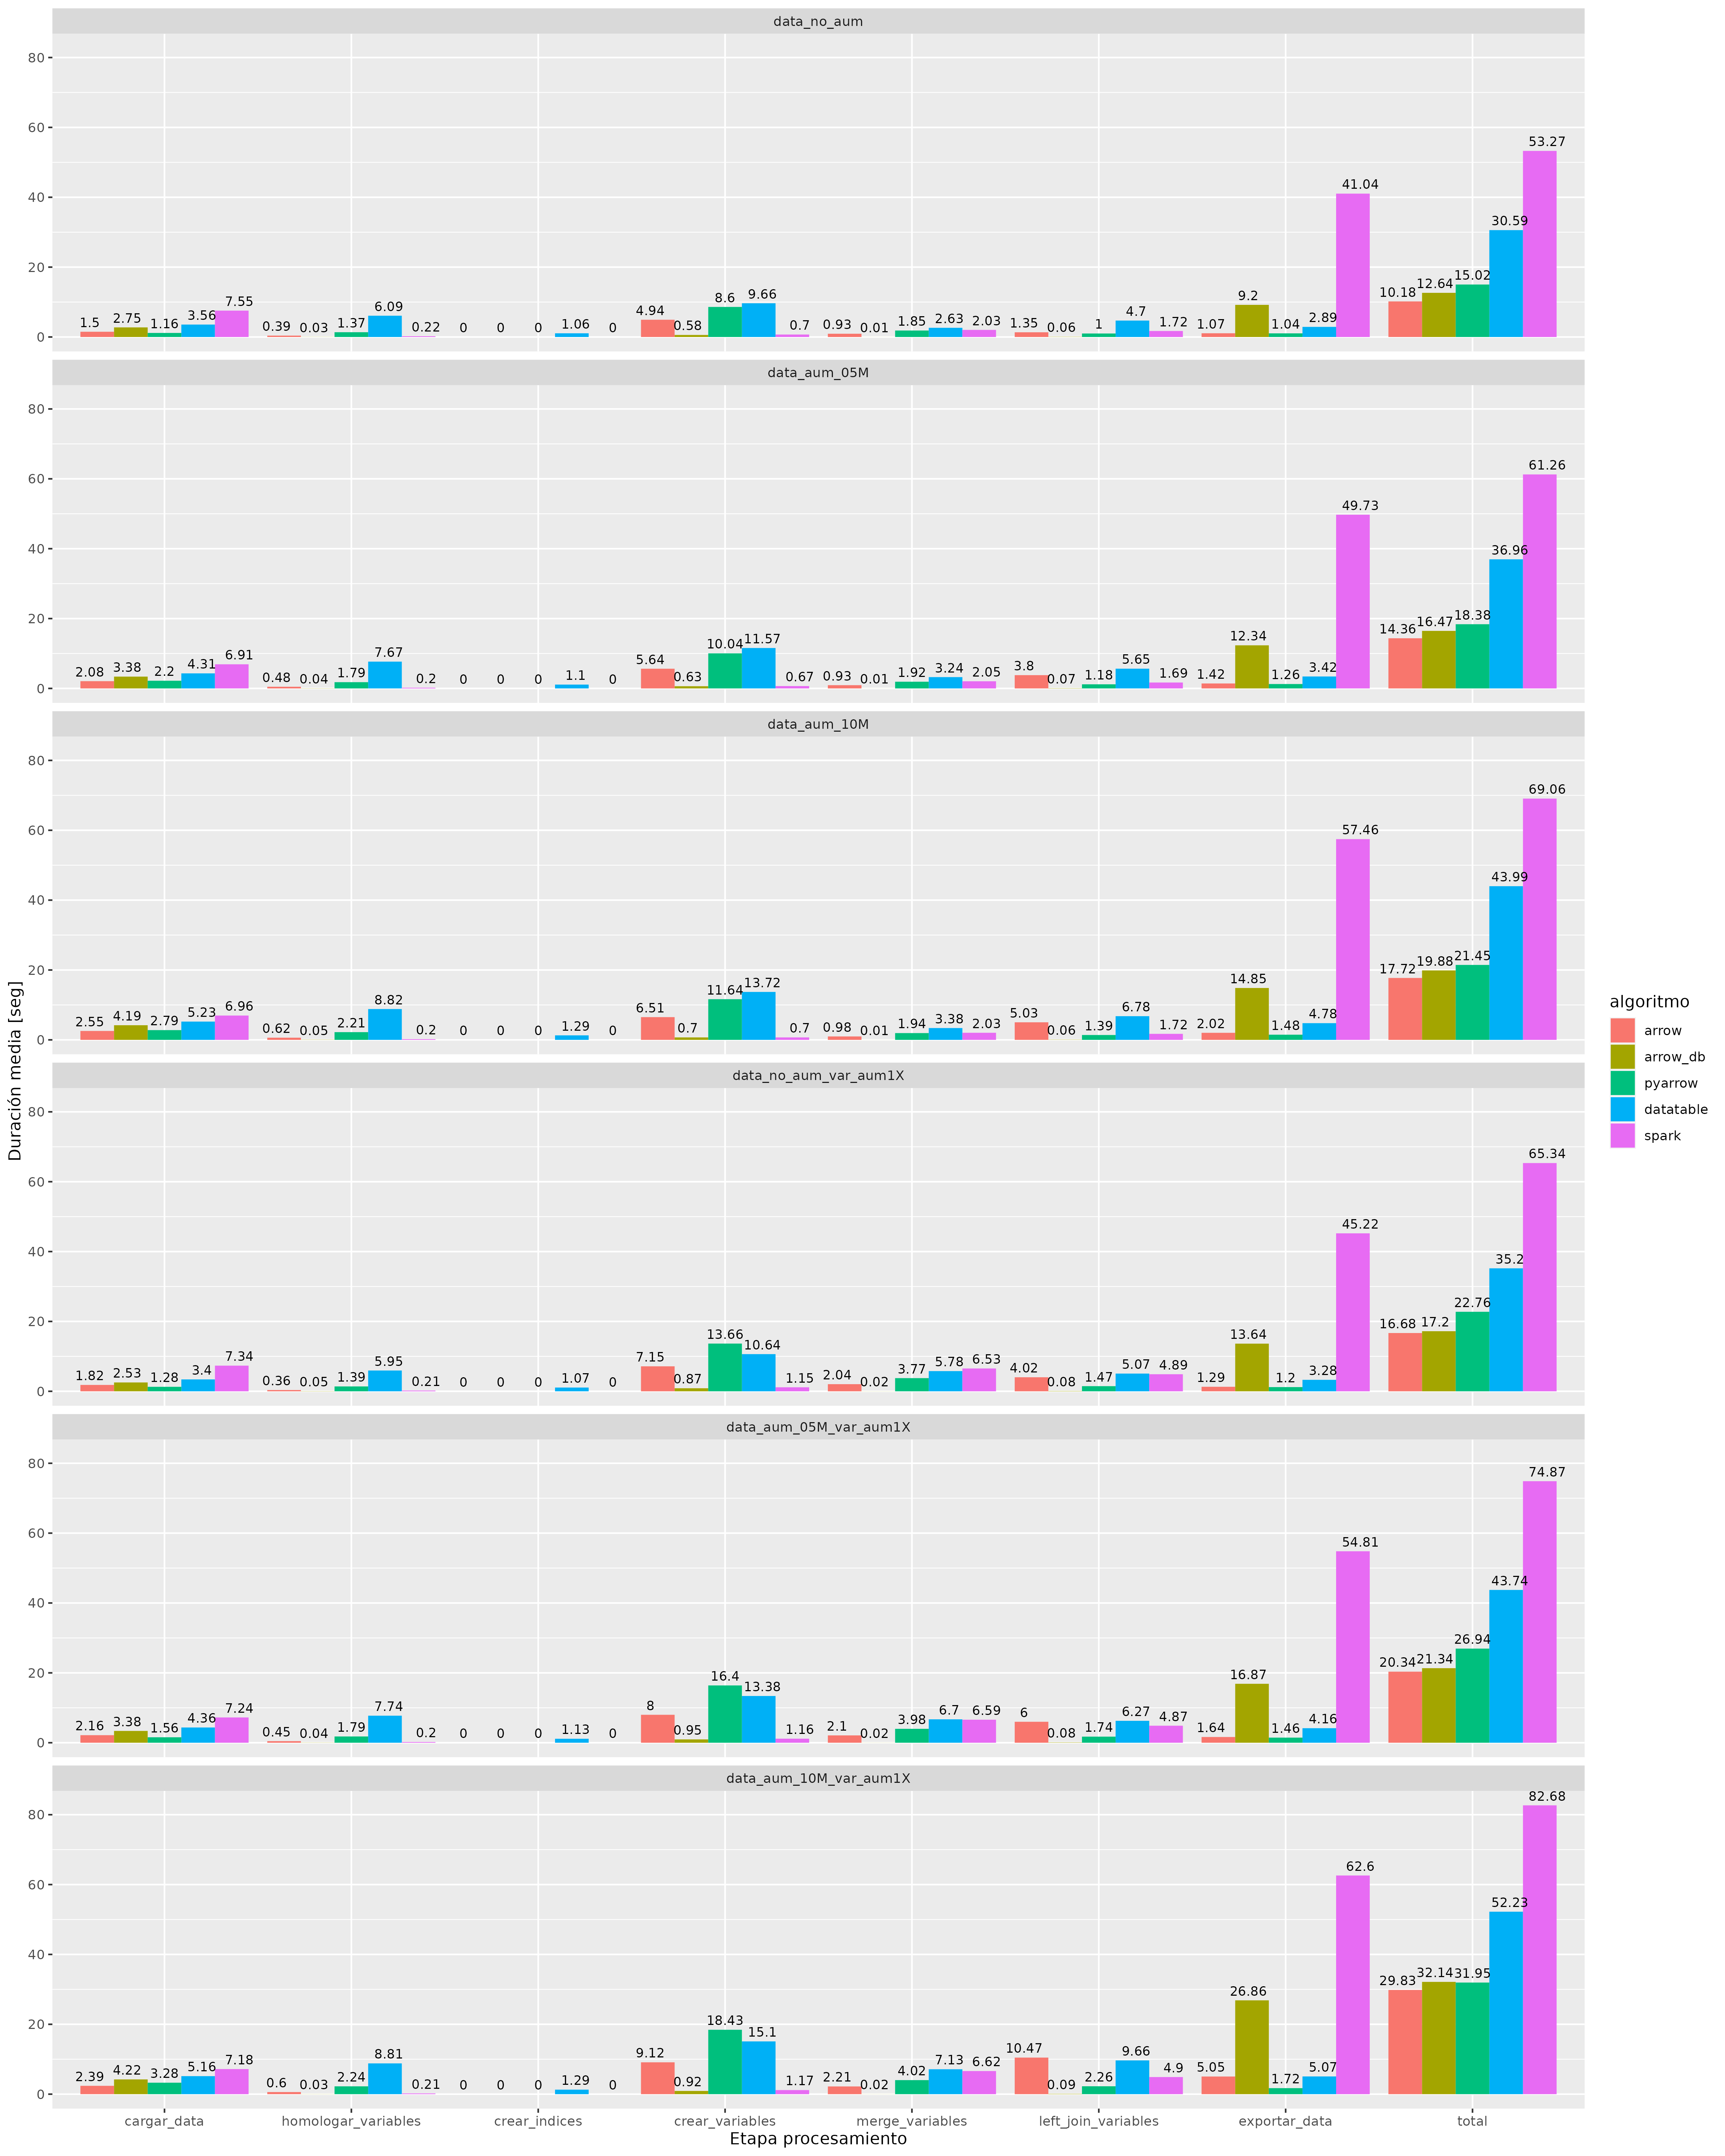 data_no_aum
80
60
40
20
0
1.5 2.75 1.16 3.56 7.55 0.39 0.03 1.37 6.09 0.22 0 0 0 1.06 0 4.94 0.58 8.6 9.66 0.7 0.93 0.01 1.85 2.63 2.03 1.35 0.06 1 4.7 1.72 1.07 9.2 1.04 2.89 41.04 10.18 12.64 15.02 30.59 53.27
data_aum_05M
80
60
40
20
0
2.08 3.38 2.2 4.31 6.91 0.48 0.04 1.79 7.67 0.2 0 0 0 1.1 0 5.64 0.63 10.04 11.57 0.67 0.93 0.01 1.92 3.24 2.05 3.8 0.07 1.18 5.65 1.69 1.42 12.34 1.26 3.42 49.73 14.36 16.47 18.38 36.96 61.26
data_aum_10M
80
60
40
20
0
2.55 4.19 2.79 5.23 6.96 0.62 0.05 2.21 8.82 0.2 0 0 0 1.29 0 6.51 0.7 11.64 13.72 0.7 0.98 0.01 1.94 3.38 2.03 5.03 0.06 1.39 6.78 1.72 2.02 14.85 1.48 4.78 57.46 17.72 19.88 21.45 43.99 69.06
data_no_aum_var_aum1X
80
60
40
20
0
1.82 2.53 1.28 3.4 7.34 0.36 0.05 1.39 5.95 0.21 0 0 0 1.07 0 7.15 0.87 13.66 10.64 1.15 2.04 0.02 3.77 5.78 6.53 4.02 0.08 1.47 5.07 4.89 1.29 13.64 1.2 3.28 45.22 16.68 17.2 22.76 35.2 65.34
data_aum_05M_var_aum1X
80
60
40
20
0
2.16 3.38 1.56 4.36 7.24 0.45 0.04 1.79 7.74 0.2 0 0 0 1.13 0 8 0.95 16.4 13.38 1.16 2.1 0.02 3.98 6.7 6.59 6 0.08 1.74 6.27 4.87 1.64 16.87 1.46 4.16 54.81 20.34 21.34 26.94 43.74 74.87
data_aum_10M_var_aum1X
80
60
40
20
0
2.39 4.22 3.28 5.16 7.18 0.6 0.03 2.24 8.81 0.21 0 0 0 1.29 0 9.12 0.92 18.43 15.1 1.17 2.21 0.02 4.02 7.13 6.62 10.47 0.09 2.26 9.66 4.9 5.05 26.86 1.72 5.07 62.6 29.83 32.14 31.95 52.23 82.68
cargar_data homologar_variables crear_indices crear_variables merge_variables left_join_variables exportar_data total
Etapa procesamiento
Duración media [seg]
algoritmo
arrow
arrow_db
pyarrow
datatable
spark